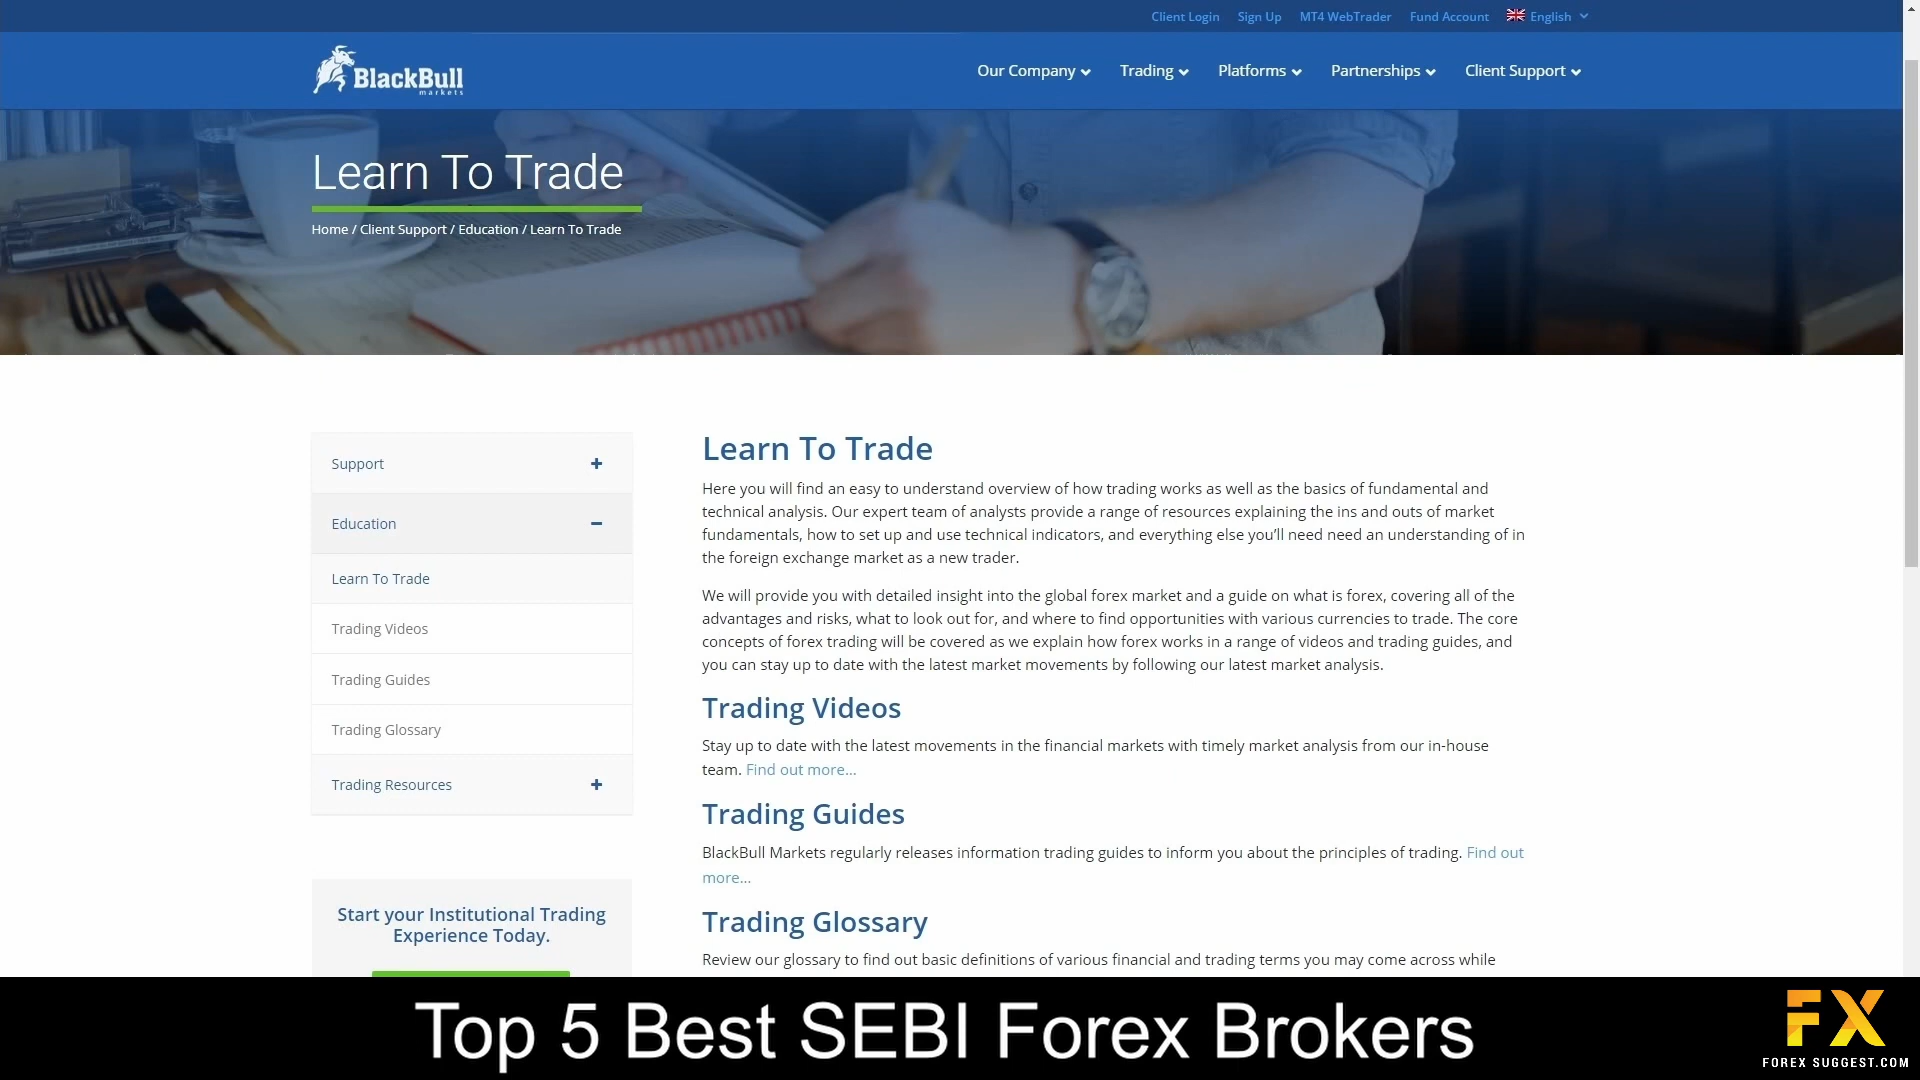 Client Login Sign Up MT4 WebTrader Fund Account English
BlackBull
markets
Our Company Trading Platforms Partnerships Client Support
Learn To Trade
Home / Client Support / Education / Learn To Trade
Support
Education
Learn To Trade
Trading Videos
Trading Guides
Trading Glossary
Trading Resources
Start your Institutional Trading
Experience Today.
Learn To Trade
Here you will find an easy to understand overview of how trading works as well as the basics of fundamental and
technical analysis. Our expert team of analysts provide a range of resources explaining the ins and outs of market
fundamentals, how to set up and use technical indicators, and everything else you’ll need need an understanding of in
the foreign exchange market as a new trader.
We will provide you with detailed insight into the global forex market and a guide on what is forex, covering all of the
advantages and risks, what to look out for, and where to find opportunities with various currencies to trade. The core
concepts of forex trading will be covered as we explain how forex works in a range of videos and trading guides, and
you can stay up to date with the latest market movements by following our latest market analysis.
Trading Videos
Stay up to date with the latest movements in the financial markets with timely market analysis from our in-house
team. Find out more...
Trading Guides
BlackBull Markets regularly releases information trading guides to inform you about the principles of trading. Find out
more...
Trading Glossary
Review our glossary to find out basic definitions of various financial and trading terms you may come across while
Top 5 Best SEBI Forex Brokers
FX
FOREX SUGGEST.COM